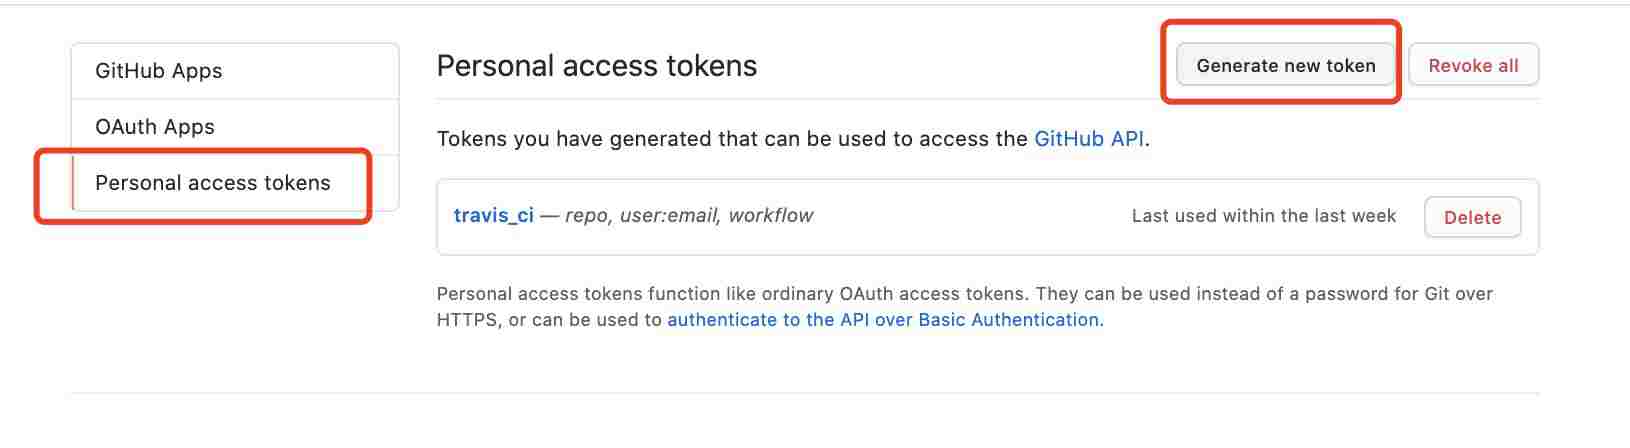 GitHub Apps
OAuth Apps
Personal access tokens
Personal access tokens
Generate new token
Revoke all
Tokens you have generated that can be used to access the GitHub API.
travis_ci — repo, user:email, workflow
Last used within the last week
Delete
Personal access tokens function like ordinary OAuth access tokens. They can be used instead of a password for Git over
HTTPS, or can be used to authenticate to the API over Basic Authentication.